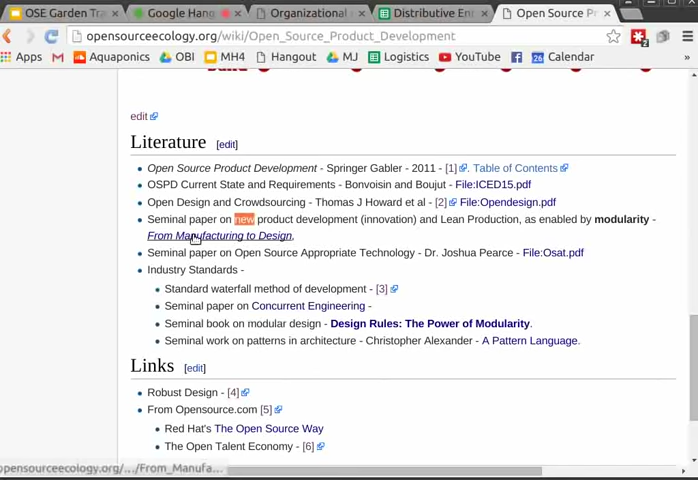 OSE Garden Tra
Google Hang
Organizational
Distributive En
Open Source Pr
opensourceecology.org/wiki/Open_Source_Product_Development
Apps
Aquaponics
OBI
MH4
Hangout
MJ
Logistics
YouTube
26 Calendar
edit
Literature [edit]
Open Source Product Development - Springer Gabler - 2011 - [1] . Table of Contents
OSPD Current State and Requirements - Bonvoisin and Boujut - File:ICED15.pdf
Open Design and Crowdsourcing - Thomas J Howard et al - [2] File:Opendesign.pdf
Seminal paper on new product development (innovation) and Lean Production, as enabled by modularity -
From Manufacturing to Design,
Seminal paper on Open Source Appropriate Technology - Dr. Joshua Pearce - File:Osat.pdf
Industry Standards -
Standard waterfall method of development - [3]
Seminal paper on Concurrent Engineering -
Seminal book on modular design - Design Rules: The Power of Modularity.
Seminal work on patterns in architecture - Christopher Alexander - A Pattern Language.
Links [edit]
Robust Design - [4]
From Opensource.com [5]
Red Hat's The Open Source Way
The Open Talent Economy - [6]
opensourceecology.org/.../From_Manufa...